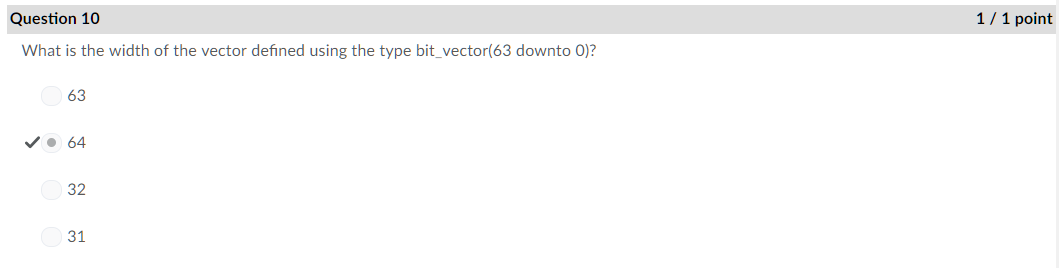 Question 10 1 / 1 point
What is the width of the vector defined using the type bit_vector(63 downto 0)?
63
64
32
31